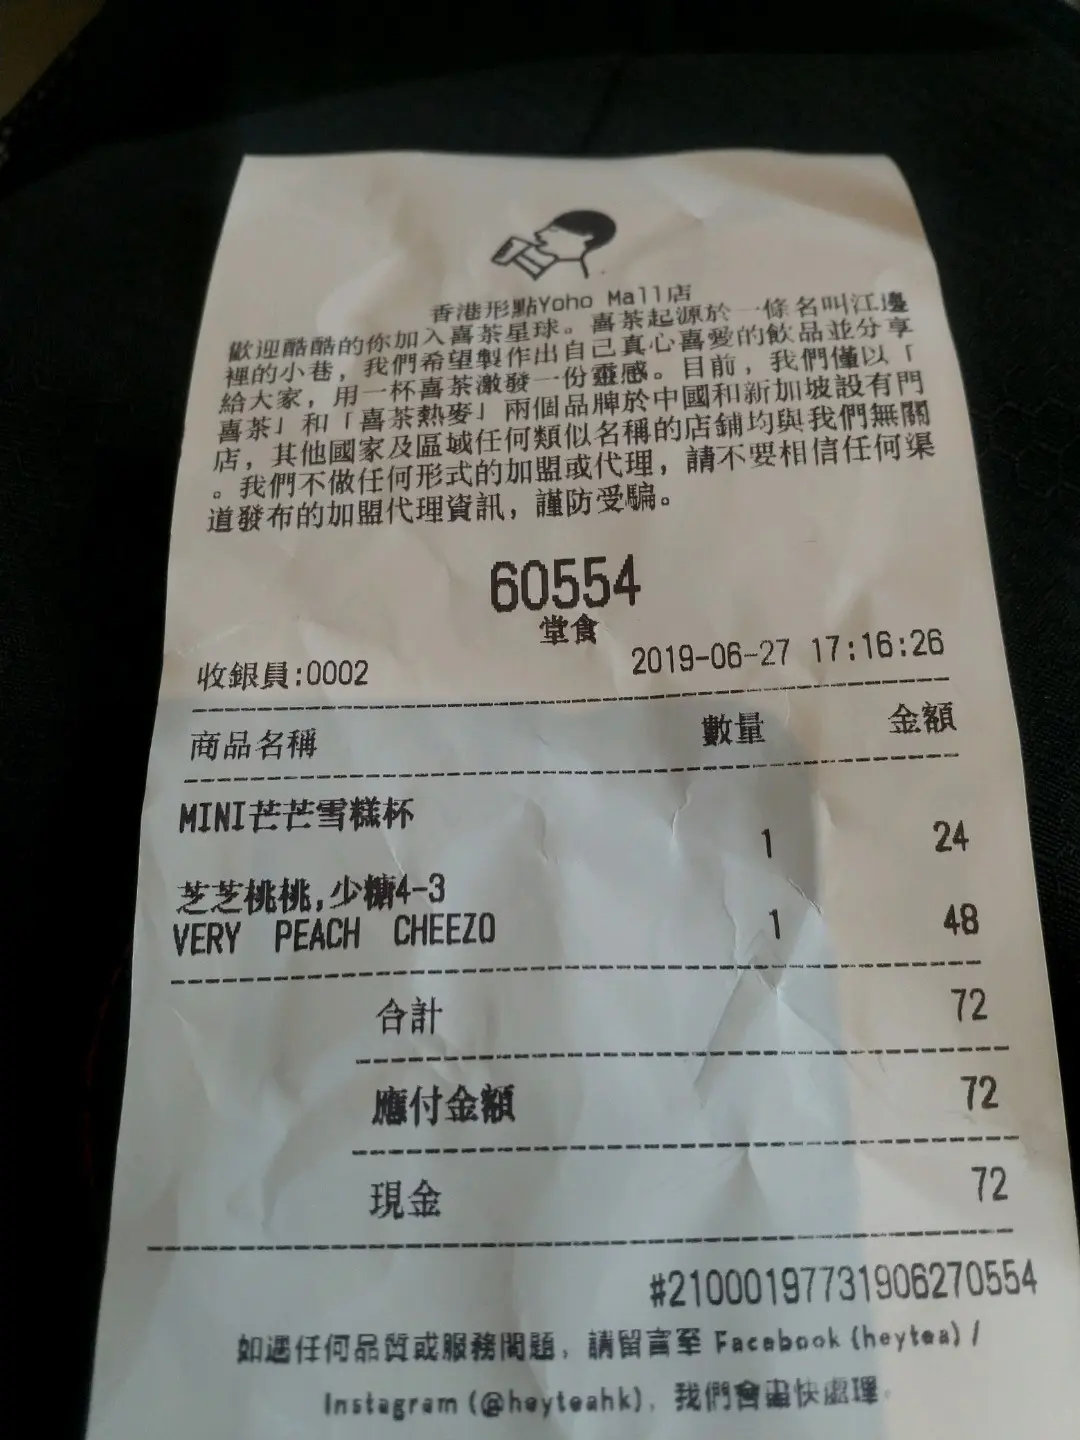 香港形點Yoho Mall店
歡迎酷酷的你加入喜茶星球。喜茶起源於一條名叫江邊
裡的小巷，我們希望製作出自己真心喜愛的飲品並分享
給大家，用一杯喜茶激發一份靈感。目前，我們僅以「
喜茶」和「喜茶熱麥」兩個品牌於中國和新加坡設有門
店，其他國家及區域任何類似名稱的店鋪均與我們無關
。我們不做任何形式的加盟或代理，請不要相信任何渠
道發布的加盟代理資訊，謹防受騙。
60554
堂食
收銀員:0002 2019-06-27 17:16:26
商品名稱 數量 金額
MINI芒芒雪糕杯
1 24
芝芝桃桃,少糖4-3
VERY PEACH CHEEZO 1 48
合計 72
應付金額 72
現金 72
#21000197731906270554
如遇任何品質或服務問題，請留言至 Facebook (heytea) /
Instagram (@heyteahk)，我們會盡快處理。